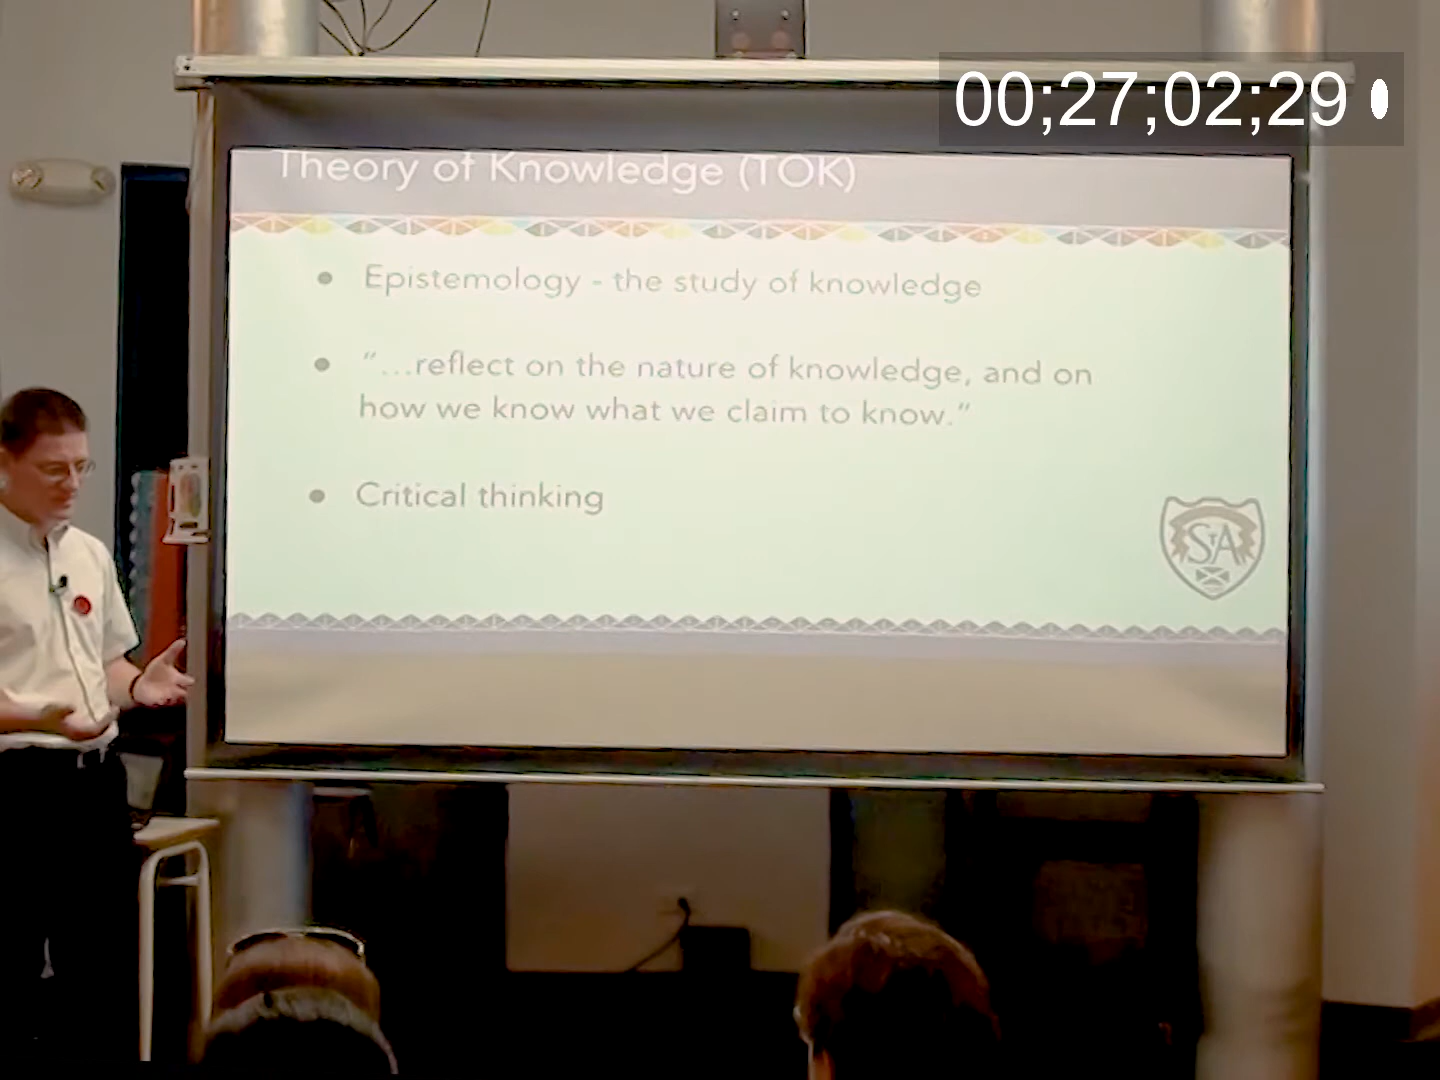 00;27;02;29
Theory of Knowledge (TOK)
Epistemology - the study of knowledge
“...reflect on the nature of knowledge, and on
how we know what we claim to know.”
Critical thinking
STA